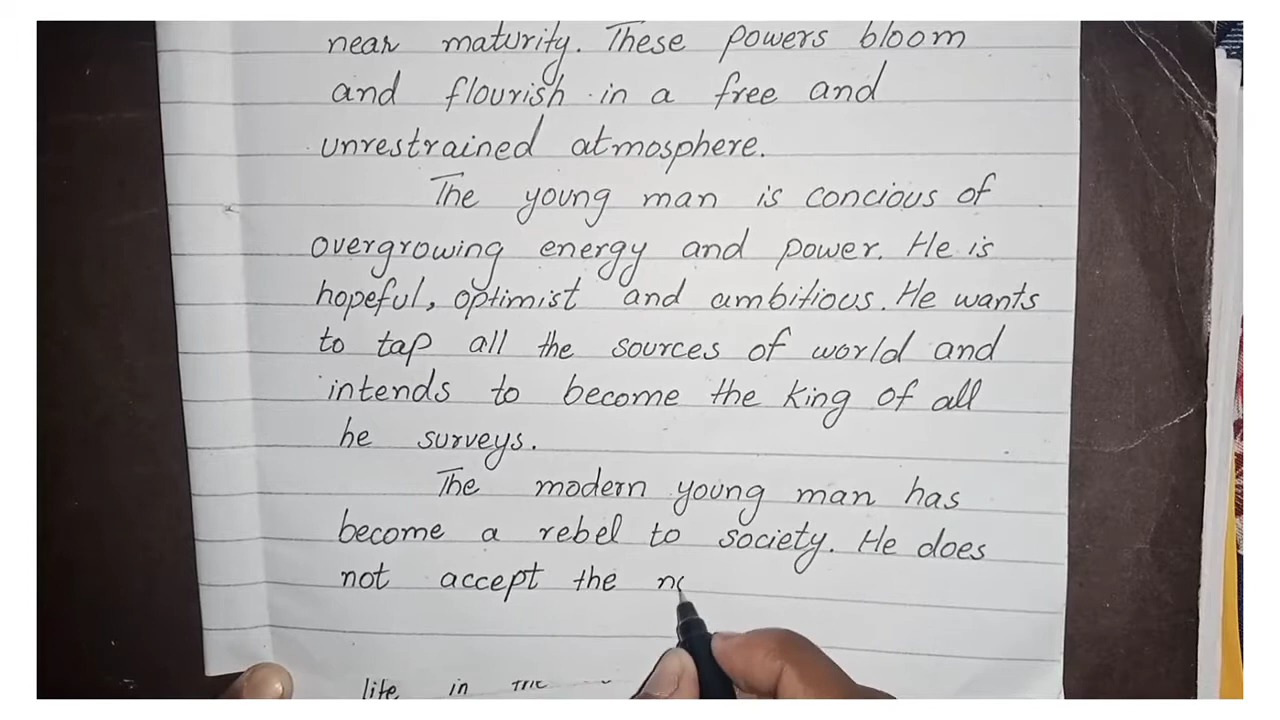 near maturity. These powers bloom
and flourish in a free and
unrestrained atmosphere.
The young man is concious of
overgrowing energy and power. He is
hopeful, optimist and ambitious. He wants
to tap all the sources of world and
intends to become the king of all
he surveys.
The modern young man has
become a rebel to society. He does
not accept the no
life in the